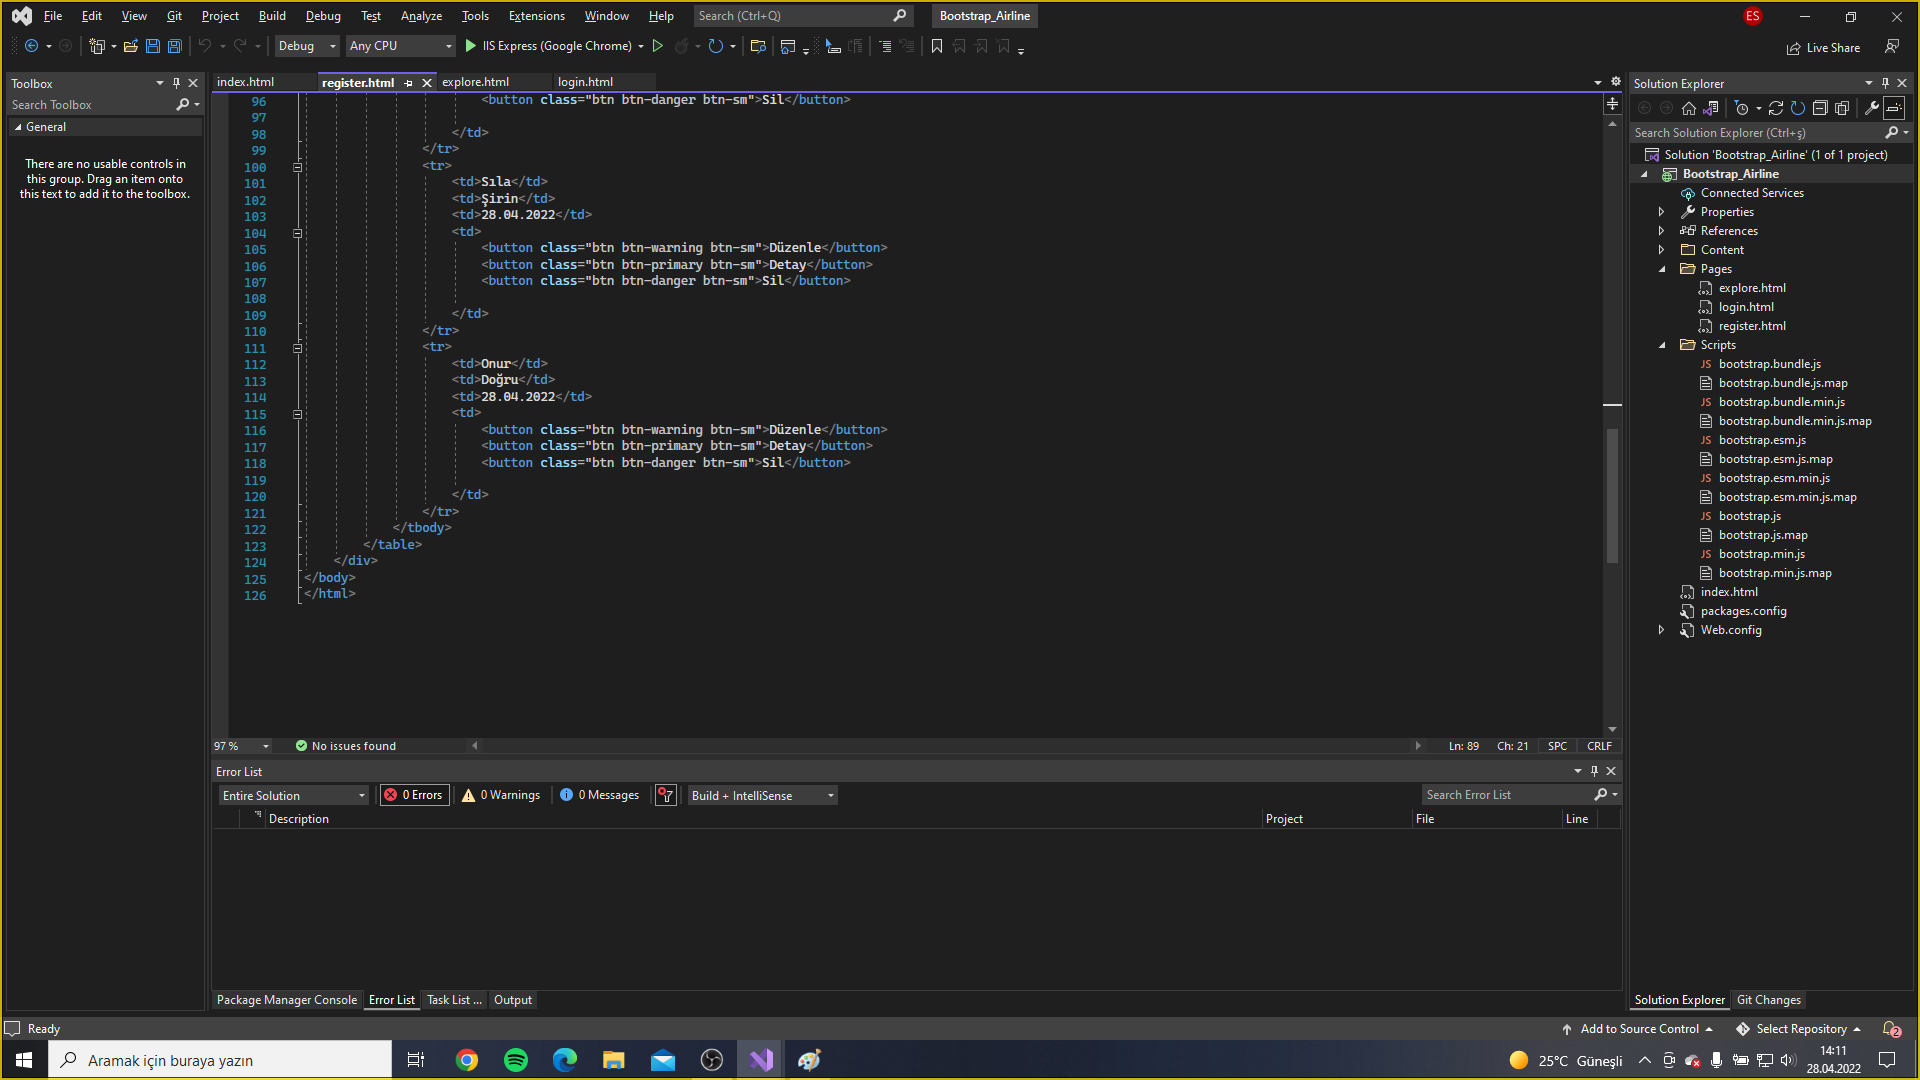 File Edit View Git Project Build Debug Test Analyze Tools Extensions Window Help Search (Ctrl+Q) Bootstrap_Airline ES
Debug Any CPU IIS Express (Google Chrome) Live Share
Toolbox
Search Toolbox
General
There are no usable controls in
this group. Drag an item onto
this text to add it to the toolbox.
index.html register.html explore.html login.html
96 <button class="btn btn-danger btn-sm">Sil</button>
97
98 </td>
99 </tr>
100 <tr>
101 <td>Sıla</td>
102 <td>Şirin</td>
103 <td>28.04.2022</td>
104 <td>
105 <button class="btn btn-warning btn-sm">Düzenle</button>
106 <button class="btn btn-primary btn-sm">Detay</button>
107 <button class="btn btn-danger btn-sm">Sil</button>
108
109 </td>
110 </tr>
111 <tr>
112 <td>Onur</td>
113 <td>Doğru</td>
114 <td>28.04.2022</td>
115 <td>
116 <button class="btn btn-warning btn-sm">Düzenle</button>
117 <button class="btn btn-primary btn-sm">Detay</button>
118 <button class="btn btn-danger btn-sm">Sil</button>
119
120 </td>
121 </tr>
122 </tbody>
123 </table>
124 </div>
125 </body>
126 </html>
97 % No issues found Ln: 89 Ch: 21 SPC CRLF
Error List
Entire Solution 0 Errors 0 Warnings 0 Messages Build + IntelliSense Search Error List
Description Project File Line
Package Manager Console Error List Task List ... Output
Solution Explorer
Search Solution Explorer (Ctrl+ş)
Solution 'Bootstrap_Airline' (1 of 1 project)
Bootstrap_Airline
Connected Services
Properties
References
Content
Pages
explore.html
login.html
register.html
Scripts
JS bootstrap.bundle.js
bootstrap.bundle.js.map
JS bootstrap.bundle.min.js
bootstrap.bundle.min.js.map
JS bootstrap.esm.js
bootstrap.esm.js.map
JS bootstrap.esm.min.js
bootstrap.esm.min.js.map
JS bootstrap.js
bootstrap.js.map
JS bootstrap.min.js
bootstrap.min.js.map
index.html
packages.config
Web.config
Solution Explorer Git Changes
Ready Add to Source Control Select Repository 2
Aramak için buraya yazın 25°C Güneşli 14:11
28.04.2022